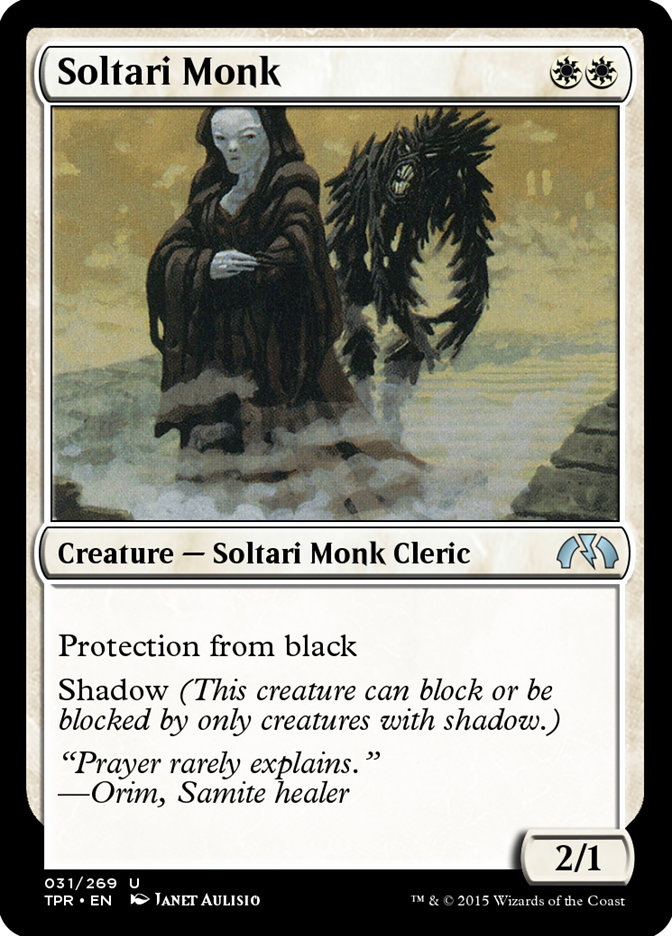 Soltari Monk
Creature — Soltari Monk Cleric
Protection from black
Shadow (This creature can block or be
blocked by only creatures with shadow.)
“Prayer rarely explains.”
—Orim, Samite healer
2/1
031/269 U
TPR • EN Janet Aulisio
™ & © 2015 Wizards of the Coast